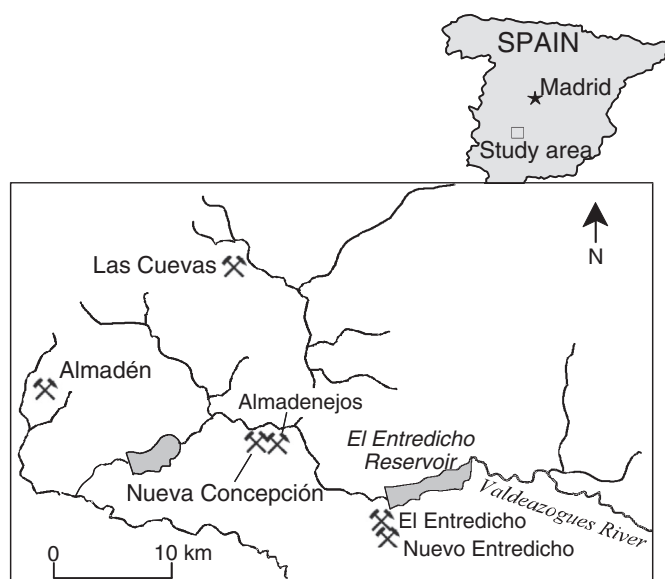 SPAIN
Madrid
Study area
N
Las Cuevas
Almadén
Almadenejos
El Entredicho
Reservoir
Nueva Concepción
Valdeazogues River
El Entredicho
Nuevo Entredicho
0 10 km